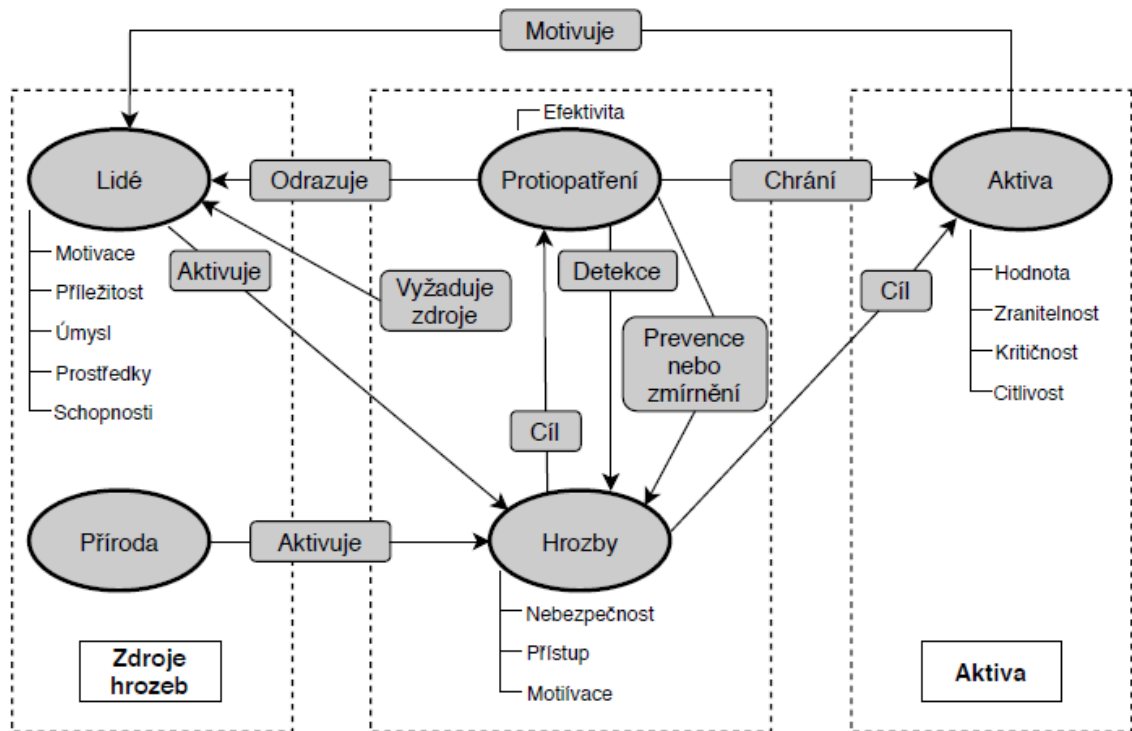 Motivuje
Efektivita
Lidé
Odrazuje
Protiopatření
Chrání
Aktiva
Motivace
Příležitost
Úmysl
Prostředky
Schopnosti
Aktivuje
Vyžaduje
zdroje
Detekce
Cíl
Hodnota
Zranitelnost
Kritičnost
Citlivost
Prevence
nebo
zmírnění
Cíl
Příroda
Aktivuje
Hrozby
Nebezpečnost
Přístup
Motilvace
Zdroje
hrozeb
Aktiva